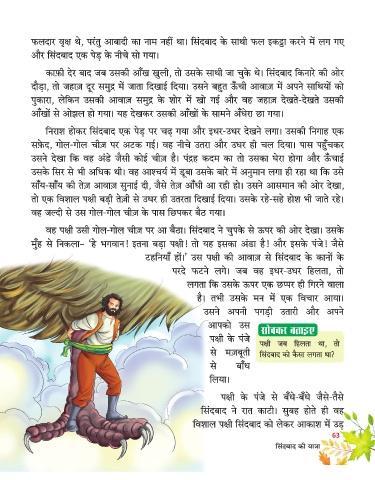 फलदार वृक्ष थे, परंतु आबादी का नाम नहीं था। सिंदबाद के साथी फल इकट्ठा करने में लग गए
और सिंदबाद एक पेड़ के नीचे सो गया।
काफ़ी देर बाद जब उसकी आँख खुली, तो उसके साथी जा चुके थे। सिंदबाद किनारे की ओर
दौड़ा, तो जहाज़ दूर समुद्र में जाता दिखाई दिया। उसने बहुत ऊँची आवाज़ में अपने साथियों को
पुकारा, लेकिन उसकी आवाज़ समुद्र के शोर में खो गई और वह जहाज़ देखते-देखते उसकी
आँखों से ओझल हो गया। यह देखकर उसकी आँखों के सामने अँधेरा छा गया।
निराश होकर सिंदबाद एक पेड़ पर चढ़ गया और इधर-उधर देखने लगा। उसकी निगाह एक
सफ़ेद, गोल-गोल चीज़ पर अटक गई। वह नीचे उतरा और उधर ही चल दिया। पास पहुँचकर
उसने देखा कि वह अंडे जैसी कोई चीज़ है। पंद्रह कदम का तो उसका घेरा होगा और ऊँचाई
उसके सिर से भी अधिक थी। वह आश्चर्य में डूबा उसके बारे में अनुमान लगा ही रहा था कि उसे
साँय-साँय की तेज़ आवाज़ सुनाई दी, जैसे तेज़ आँधी आ रही हो। उसने आसमान की ओर देखा,
तो एक विशाल पक्षी बड़ी तेज़ी से उधर ही उतरता दिखाई दिया। उसके रहे-सहे होश भी जाते रहे।
वह जल्दी से उस गोल-गोल चीज़ के पास छिपकर बैठ गया।
वह पक्षी उसी गोल-गोल चीज़ पर आ बैठा। सिंदबाद ने चुपके से ऊपर की ओर देखा। उसके
मुँह से निकला– 'हे भगवान! इतना बड़ा पक्षी! तो यह इसका अंडा है! और इसके पंजे! जैसे
टहनियाँ हों।' उस पक्षी की आवाज़ से सिंदबाद के कानों के
परदे फटने लगे। जब वह इधर-उधर हिलता, तो
लगता कि उसके ऊपर एक छप्पर ही गिरने वाला
है। तभी उसके मन में एक विचार आया।
उसने अपनी पगड़ी उतारी और अपने
आपको उस
पक्षी के पंजे
से मज़बूती
से बाँध
लिया।
सोचकर बताइए
पक्षी जब हिलता था, तो
सिंदबाद को कैसा लगता था?
पक्षी के पंजे से बँधे-बँधे जैसे-तैसे
सिंदबाद ने रात काटी। सुबह होते ही वह
विशाल पक्षी सिंदबाद को लेकर आकाश में उड़
63
सिंदबाद की यात्रा